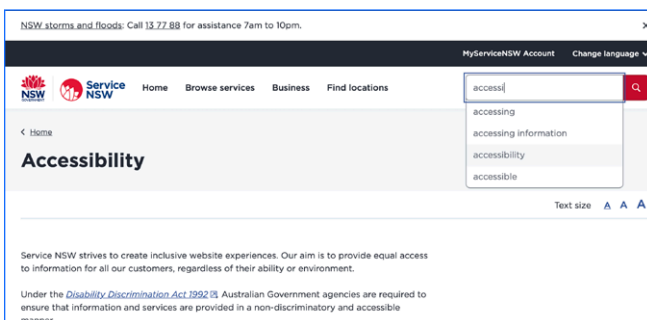 NSW storms and floods: Call 13 77 88 for assistance 7am to 10pm.
MyServiceNSW Account Change language
NSW
GOVERNMENT
Service
NSW
Home Browse services Business Find locations
accessi
accessing
accessing information
accessibility
accessible
Home
Accessibility
Text size A A A
Service NSW strives to create inclusive website experiences. Our aim is to provide equal access
to information for all our customers, regardless of their ability or environment.
Under the Disability Discrimination Act 1992 Australian Government agencies are required to
ensure that information and services are provided in a non-discriminatory and accessible
manner.